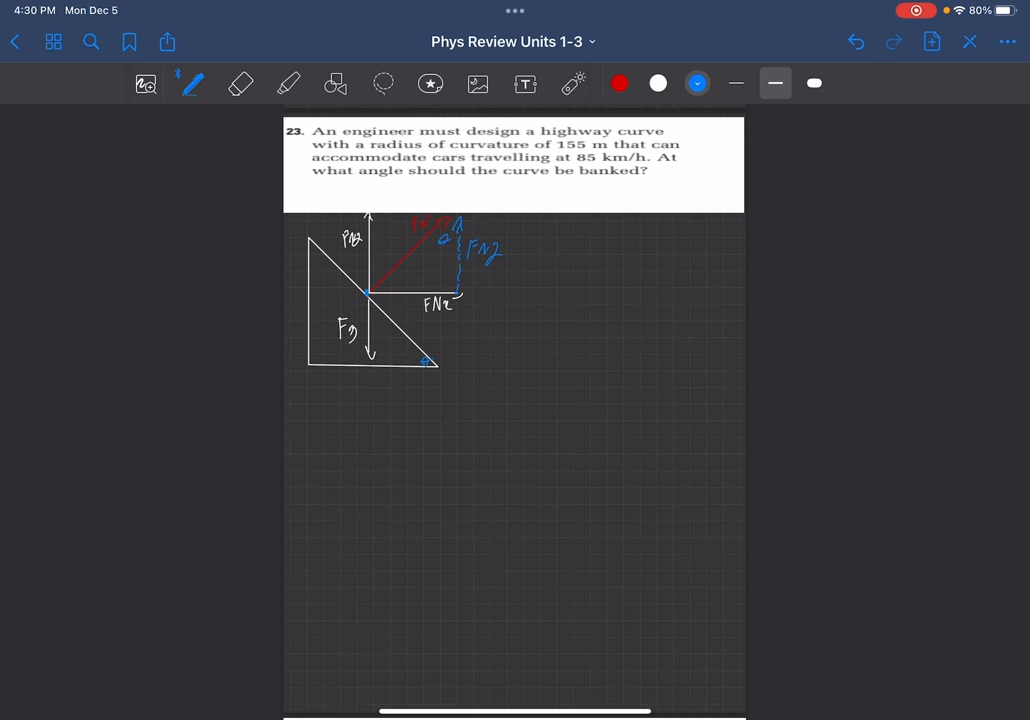 4:30 PM Mon Dec 5
80%
Phys Review Units 1-3
T
23. An engineer must design a highway curve
with a radius of curvature of 155 m that can
accommodate cars travelling at 85 km/h. At
what angle should the curve be banked?
FNy
FN
θ
FNy
FNx
Fg
θ